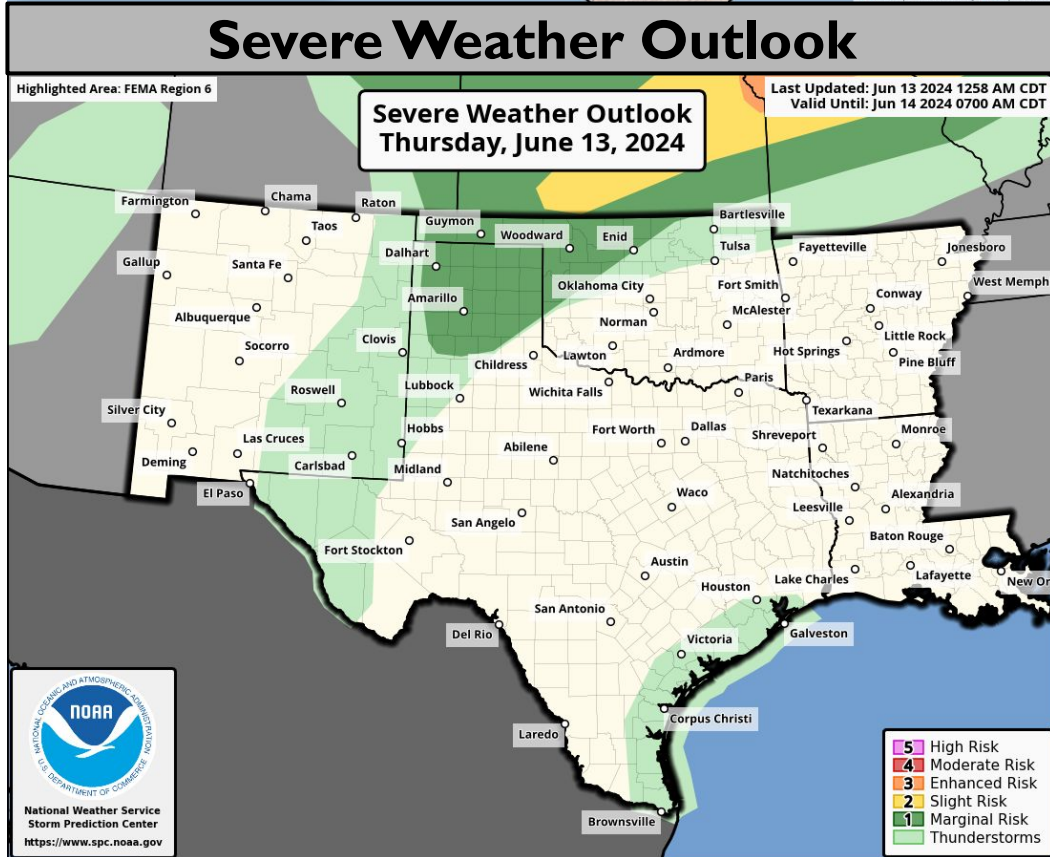 Severe Weather Outlook
Highlighted Area: FEMA Region 6
Last Updated: Jun 13 2024 1258 AM CDT
Valid Until: Jun 14 2024 0700 AM CDT
Severe Weather Outlook
Thursday, June 13, 2024
Farmington
Chama
Raton
Taos
Guymon
Bartlesville
Woodward
Enid
Tulsa
Fayetteville
Jonesboro
Gallup
Santa Fe
Dalhart
Oklahoma City
Fort Smith
West Memph
Albuquerque
Amarillo
Norman
McAlester
Conway
Socorro
Clovis
Childress
Lawton
Ardmore
Hot Springs
Little Rock
Pine Bluff
Roswell
Lubbock
Wichita Falls
Paris
Silver City
Texarkana
Las Cruces
Hobbs
Abilene
Fort Worth
Dallas
Shreveport
Monroe
Deming
Carlsbad
Midland
Natchitoches
El Paso
San Angelo
Waco
Leesville
Alexandria
Fort Stockton
Baton Rouge
Austin
Houston
Lake Charles
Lafayette
New Or
San Antonio
Del Rio
Victoria
Galveston
Laredo
Corpus Christi
Brownsville
NATIONAL OCEANIC AND ATMOSPHERIC ADMINISTRATION
NOAA
U.S. DEPARTMENT OF COMMERCE
National Weather Service
Storm Prediction Center
https://www.spc.noaa.gov
5 High Risk
4 Moderate Risk
3 Enhanced Risk
2 Slight Risk
1 Marginal Risk
Thunderstorms